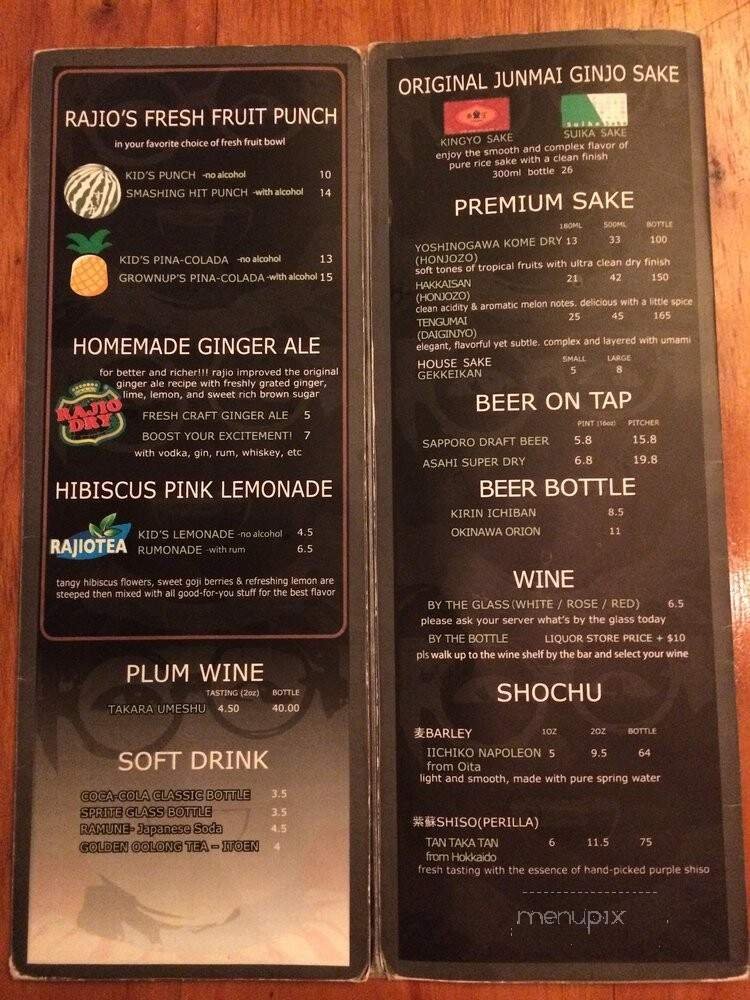 RAJIO'S FRESH FRUIT PUNCH
in your favorite choice of fresh fruit bowl
KID'S PUNCH -no alcohol 10
SMASHING HIT PUNCH -with alcohol 14
KID'S PINA-COLADA -no alcohol 13
GROWNUP'S PINA-COLADA -with alcohol 15
HOMEMADE GINGER ALE
for better and richer!!! rajio improved the original
ginger ale recipe with freshly grated ginger,
lime, lemon, and sweet rich brown sugar
RAJIO
DRY
FRESH CRAFT GINGER ALE 5
BOOST YOUR EXCITEMENT! 7
with vodka, gin, rum, whiskey, etc
HIBISCUS PINK LEMONADE
RAJIOTEA
KID'S LEMONADE -no alcohol 4.5
RUMONADE -with rum 6.5
tangy hibiscus flowers, sweet goji berries & refreshing lemon are
steeped then mixed with all good-for-you stuff for the best flavor
PLUM WINE
TASTING (2oz) BOTTLE
TAKARA UMESHU 4.50 40.00
SOFT DRINK
COCA-COLA CLASSIC BOTTLE 3.5
SPRITE GLASS BOTTLE 3.5
RAMUNE- Japanese Soda 4.5
GOLDEN OOLONG TEA - ITOEN 4
ORIGINAL JUNMAI GINJO SAKE
KINGYO SAKE SUIKA SAKE
enjoy the smooth and complex flavor of
pure rice sake with a clean finish
300ml bottle 26
PREMIUM SAKE
180ML 500ML BOTTLE
YOSHINOGAWA KOME DRY 13 33 100
(HONJOZO)
soft tones of tropical fruits with ultra clean dry finish
HAKKAISAN 21 42 150
(HONJOZO)
clean acidity & aromatic melon notes. delicious with a little spice
TENGUMAI 25 45 165
(DAIGINJYO)
elegant, flavorful yet subtle. complex and layered with umami
HOUSE SAKE SMALL LARGE
GEKKEIKAN 5 8
BEER ON TAP
PINT (16oz) PITCHER
SAPPORO DRAFT BEER 5.8 15.8
ASAHI SUPER DRY 6.8 19.8
BEER BOTTLE
KIRIN ICHIBAN 8.5
OKINAWA ORION 11
WINE
BY THE GLASS (WHITE / ROSE / RED) 6.5
please ask your server what's by the glass today
BY THE BOTTLE LIQUOR STORE PRICE + $10
pls walk up to the wine shelf by the bar and select your wine
SHOCHU
麦BARLEY 1OZ 2OZ BOTTLE
IICHIKO NAPOLEON 5 9.5 64
from Oita
light and smooth, made with pure spring water
紫蘇SHISO(PERILLA)
TAN TAKA TAN 6 11.5 75
from Hokkaido
fresh tasting with the essence of hand-picked purple shiso
menupix